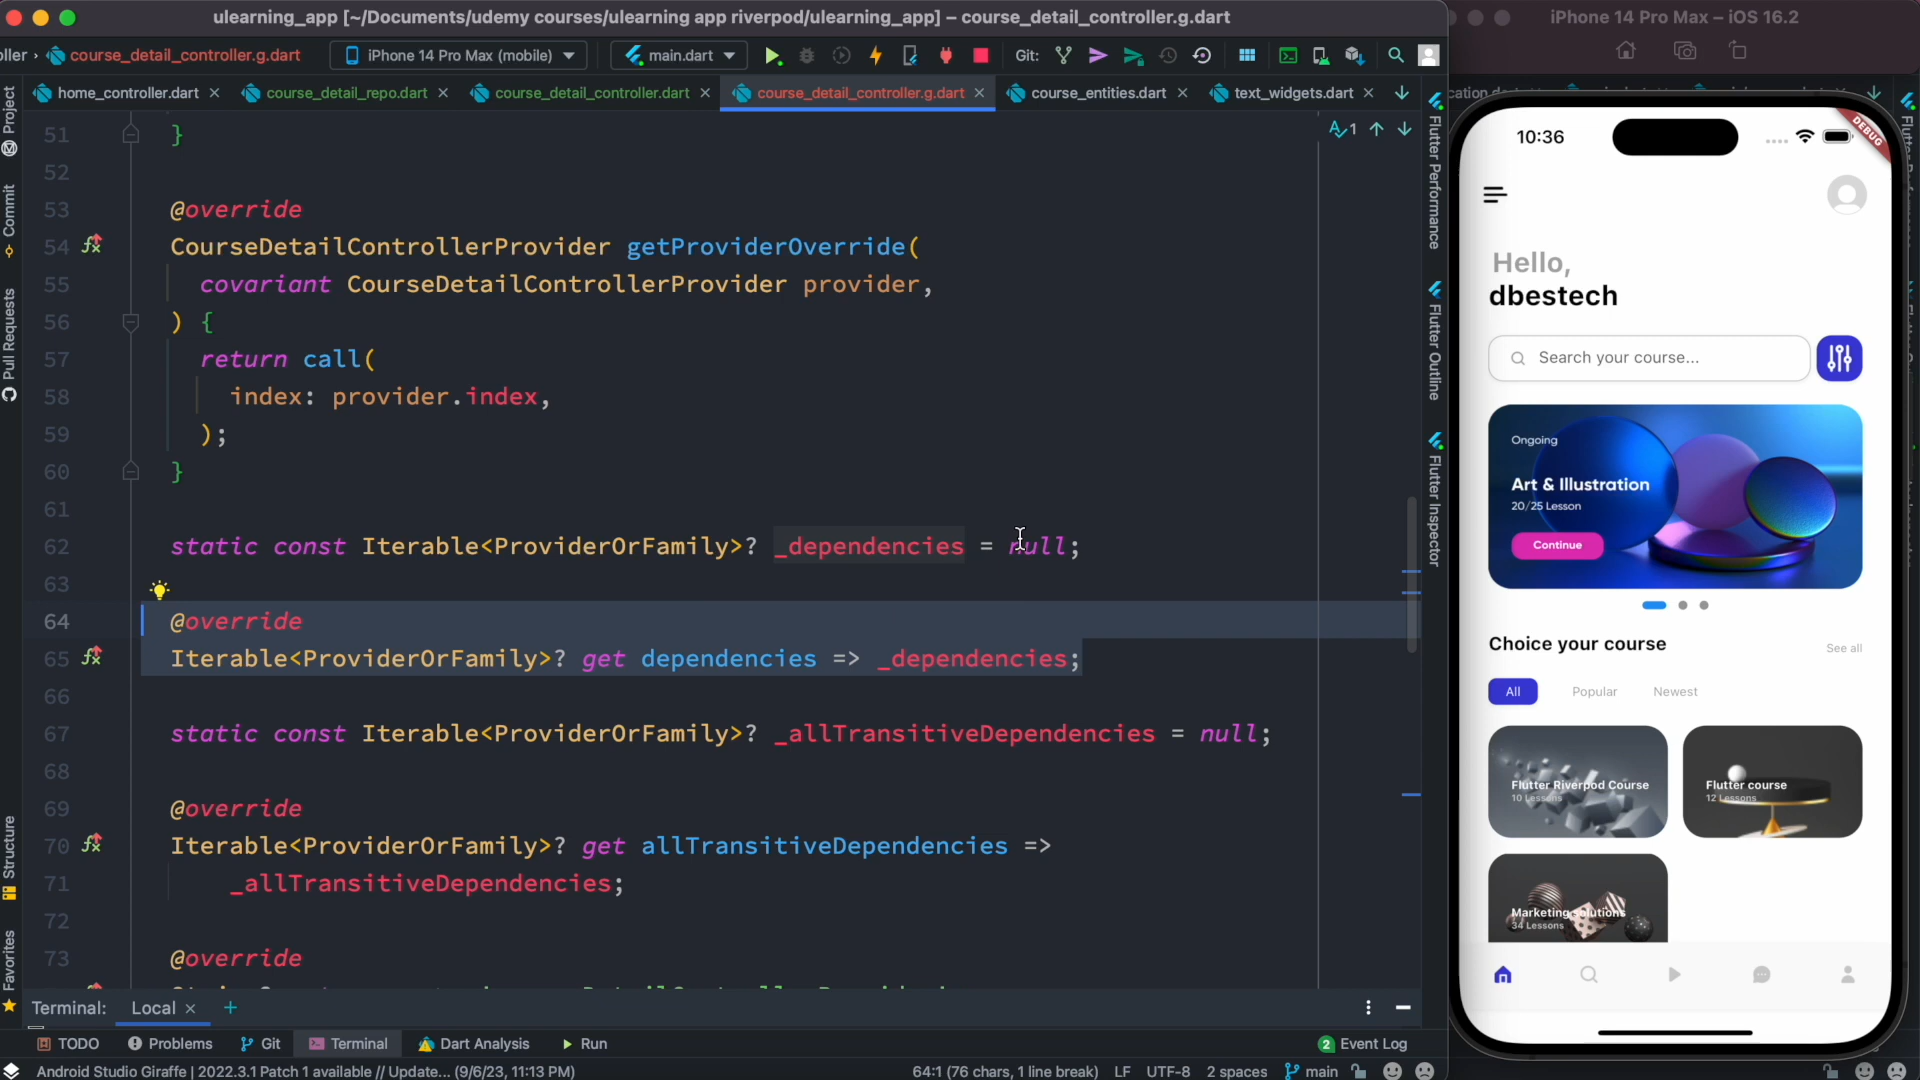 ulearning_app [~/Documents/udemy courses/ulearning app riverpod/ulearning_app] – course_detail_controller.g.dart
ller › course_detail_controller.g.dart
iPhone 14 Pro Max (mobile)
main.dart
Git:
home_controller.dart
course_detail_repo.dart
course_detail_controller.dart
course_detail_controller.g.dart
course_entities.dart
text_widgets.dart
Project
Commit
Pull Requests
Structure
Favorites
1
51 }
52
53 @override
54 CourseDetailControllerProvider getProviderOverride(
55 covariant CourseDetailControllerProvider provider,
56 ) {
57 return call(
58 index: provider.index,
59 );
60 }
61
62 static const Iterable<ProviderOrFamily>? _dependencies = null;
63
64 @override
65 Iterable<ProviderOrFamily>? get dependencies => _dependencies;
66
67 static const Iterable<ProviderOrFamily>? _allTransitiveDependencies = null;
68
69 @override
70 Iterable<ProviderOrFamily>? get allTransitiveDependencies =>
71 _allTransitiveDependencies;
72
73 @override
Flutter Performance
Flutter Outline
Flutter Inspector
Terminal: Local +
TODO
Problems
Git
Terminal
Dart Analysis
Run
2 Event Log
Android Studio Giraffe | 2022.3.1 Patch 1 available // Update... (9/6/23, 11:13 PM)
64:1 (76 chars, 1 line break)
LF
UTF-8
2 spaces
main
iPhone 14 Pro Max – iOS 16.2
10:36
DEBUG
Hello,
dbestech
Search your course...
Ongoing
Art & Illustration
20/25 Lesson
Continue
Choice your course
See all
All
Popular
Newest
Flutter Riverpod Course
10 Lessons
Flutter course
12 Lessons
Marketing solutions
34 Lessons